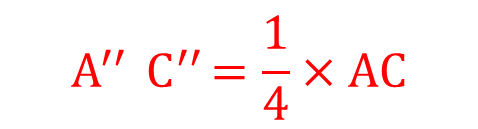 A′′ C′′ = 1/4 × AC